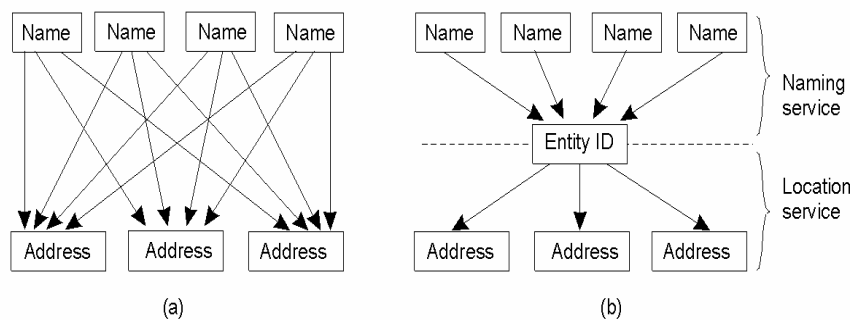 Name Name Name Name
Address Address Address
(a)
Name Name Name Name
Naming
service
Entity ID
Location
service
Address Address Address
(b)